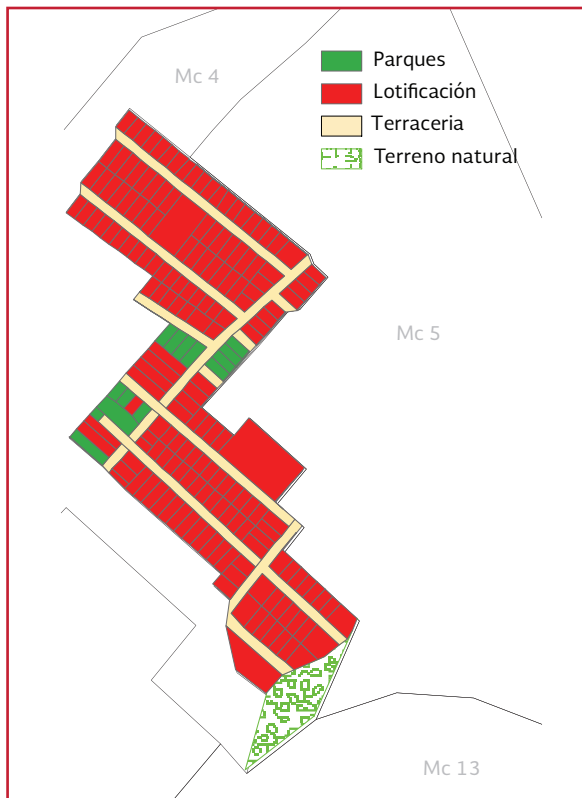 Mc 4
Parques
Lotificación
Terraceria
Terreno natural
Mc 5
Mc 13